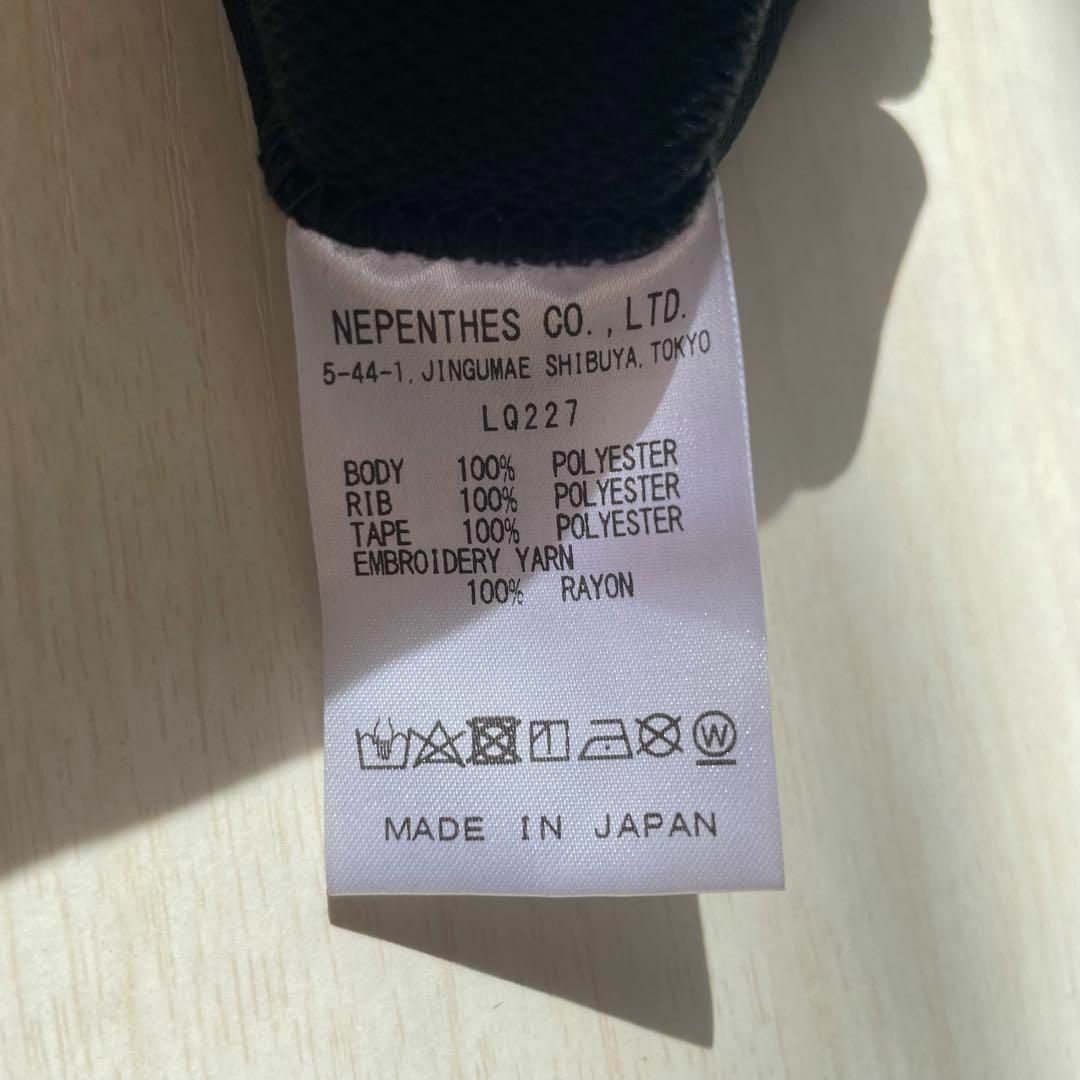 NEPENTHES CO., LTD.
5-44-1, JINGUMAE SHIBUYA, TOKYO
LQ227
BODY 100% POLYESTER
RIB 100% POLYESTER
TAPE 100% POLYESTER
EMBROIDERY YARN
100% RAYON
W
MADE IN JAPAN